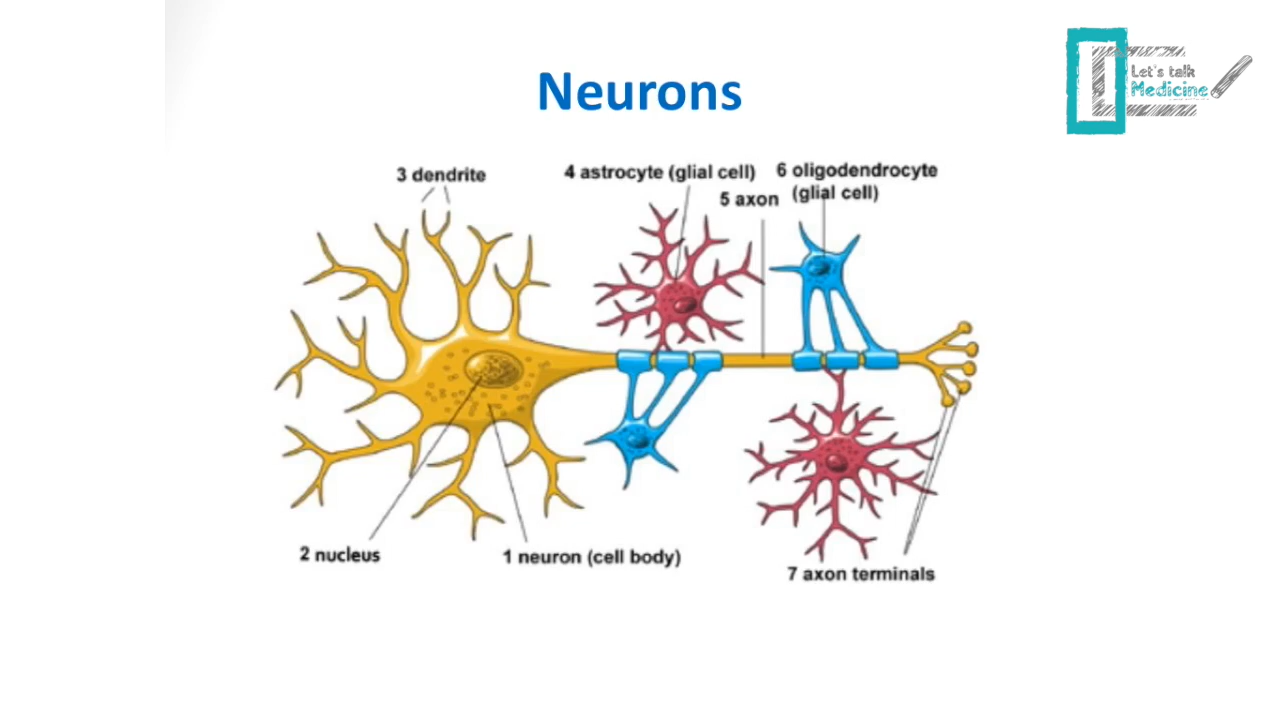 Neurons
Let's talk
Medicine
3 dendrite
4 astrocyte (glial cell)
6 oligodendrocyte
(glial cell)
5 axon
2 nucleus
1 neuron (cell body)
7 axon terminals